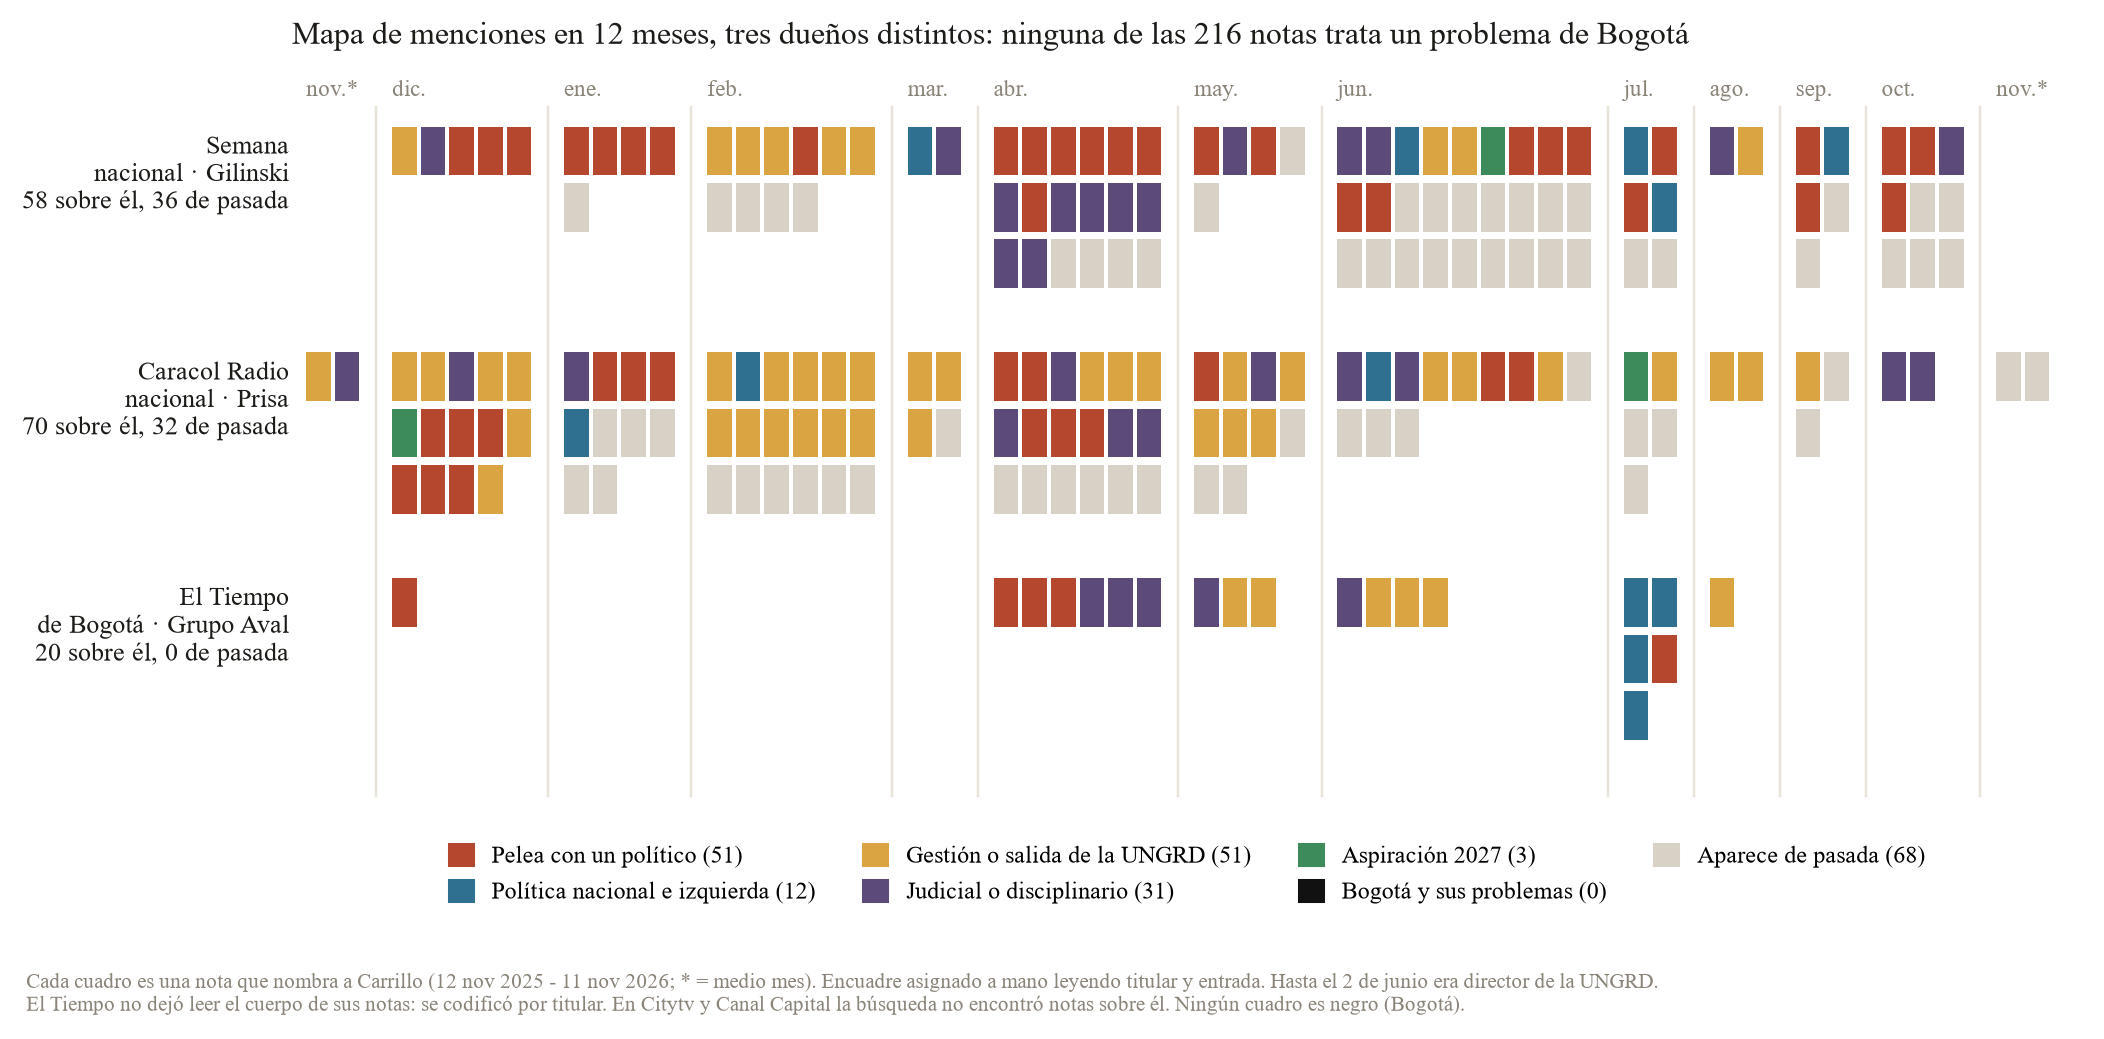 Mapa de menciones en 12 meses, tres dueños distintos: ninguna de las 216 notas trata un problema de Bogotá
nov.* dic. ene. feb. mar. abr. may. jun. jul. ago. sep. oct. nov.*
Semana
nacional · Gilinski
58 sobre él, 36 de pasada
Caracol Radio
nacional · Prisa
70 sobre él, 32 de pasada
El Tiempo
de Bogotá · Grupo Aval
20 sobre él, 0 de pasada
Pelea con un político (51) Gestión o salida de la UNGRD (51) Aspiración 2027 (3) Aparece de pasada (68)
Política nacional e izquierda (12) Judicial o disciplinario (31) Bogotá y sus problemas (0)
Cada cuadro es una nota que nombra a Carrillo (12 nov 2025 - 11 nov 2026; * = medio mes). Encuadre asignado a mano leyendo titular y entrada. Hasta el 2 de junio era director de la UNGRD.
El Tiempo no dejó leer el cuerpo de sus notas: se codificó por titular. En Citytv y Canal Capital la búsqueda no encontró notas sobre él. Ningún cuadro es negro (Bogotá).